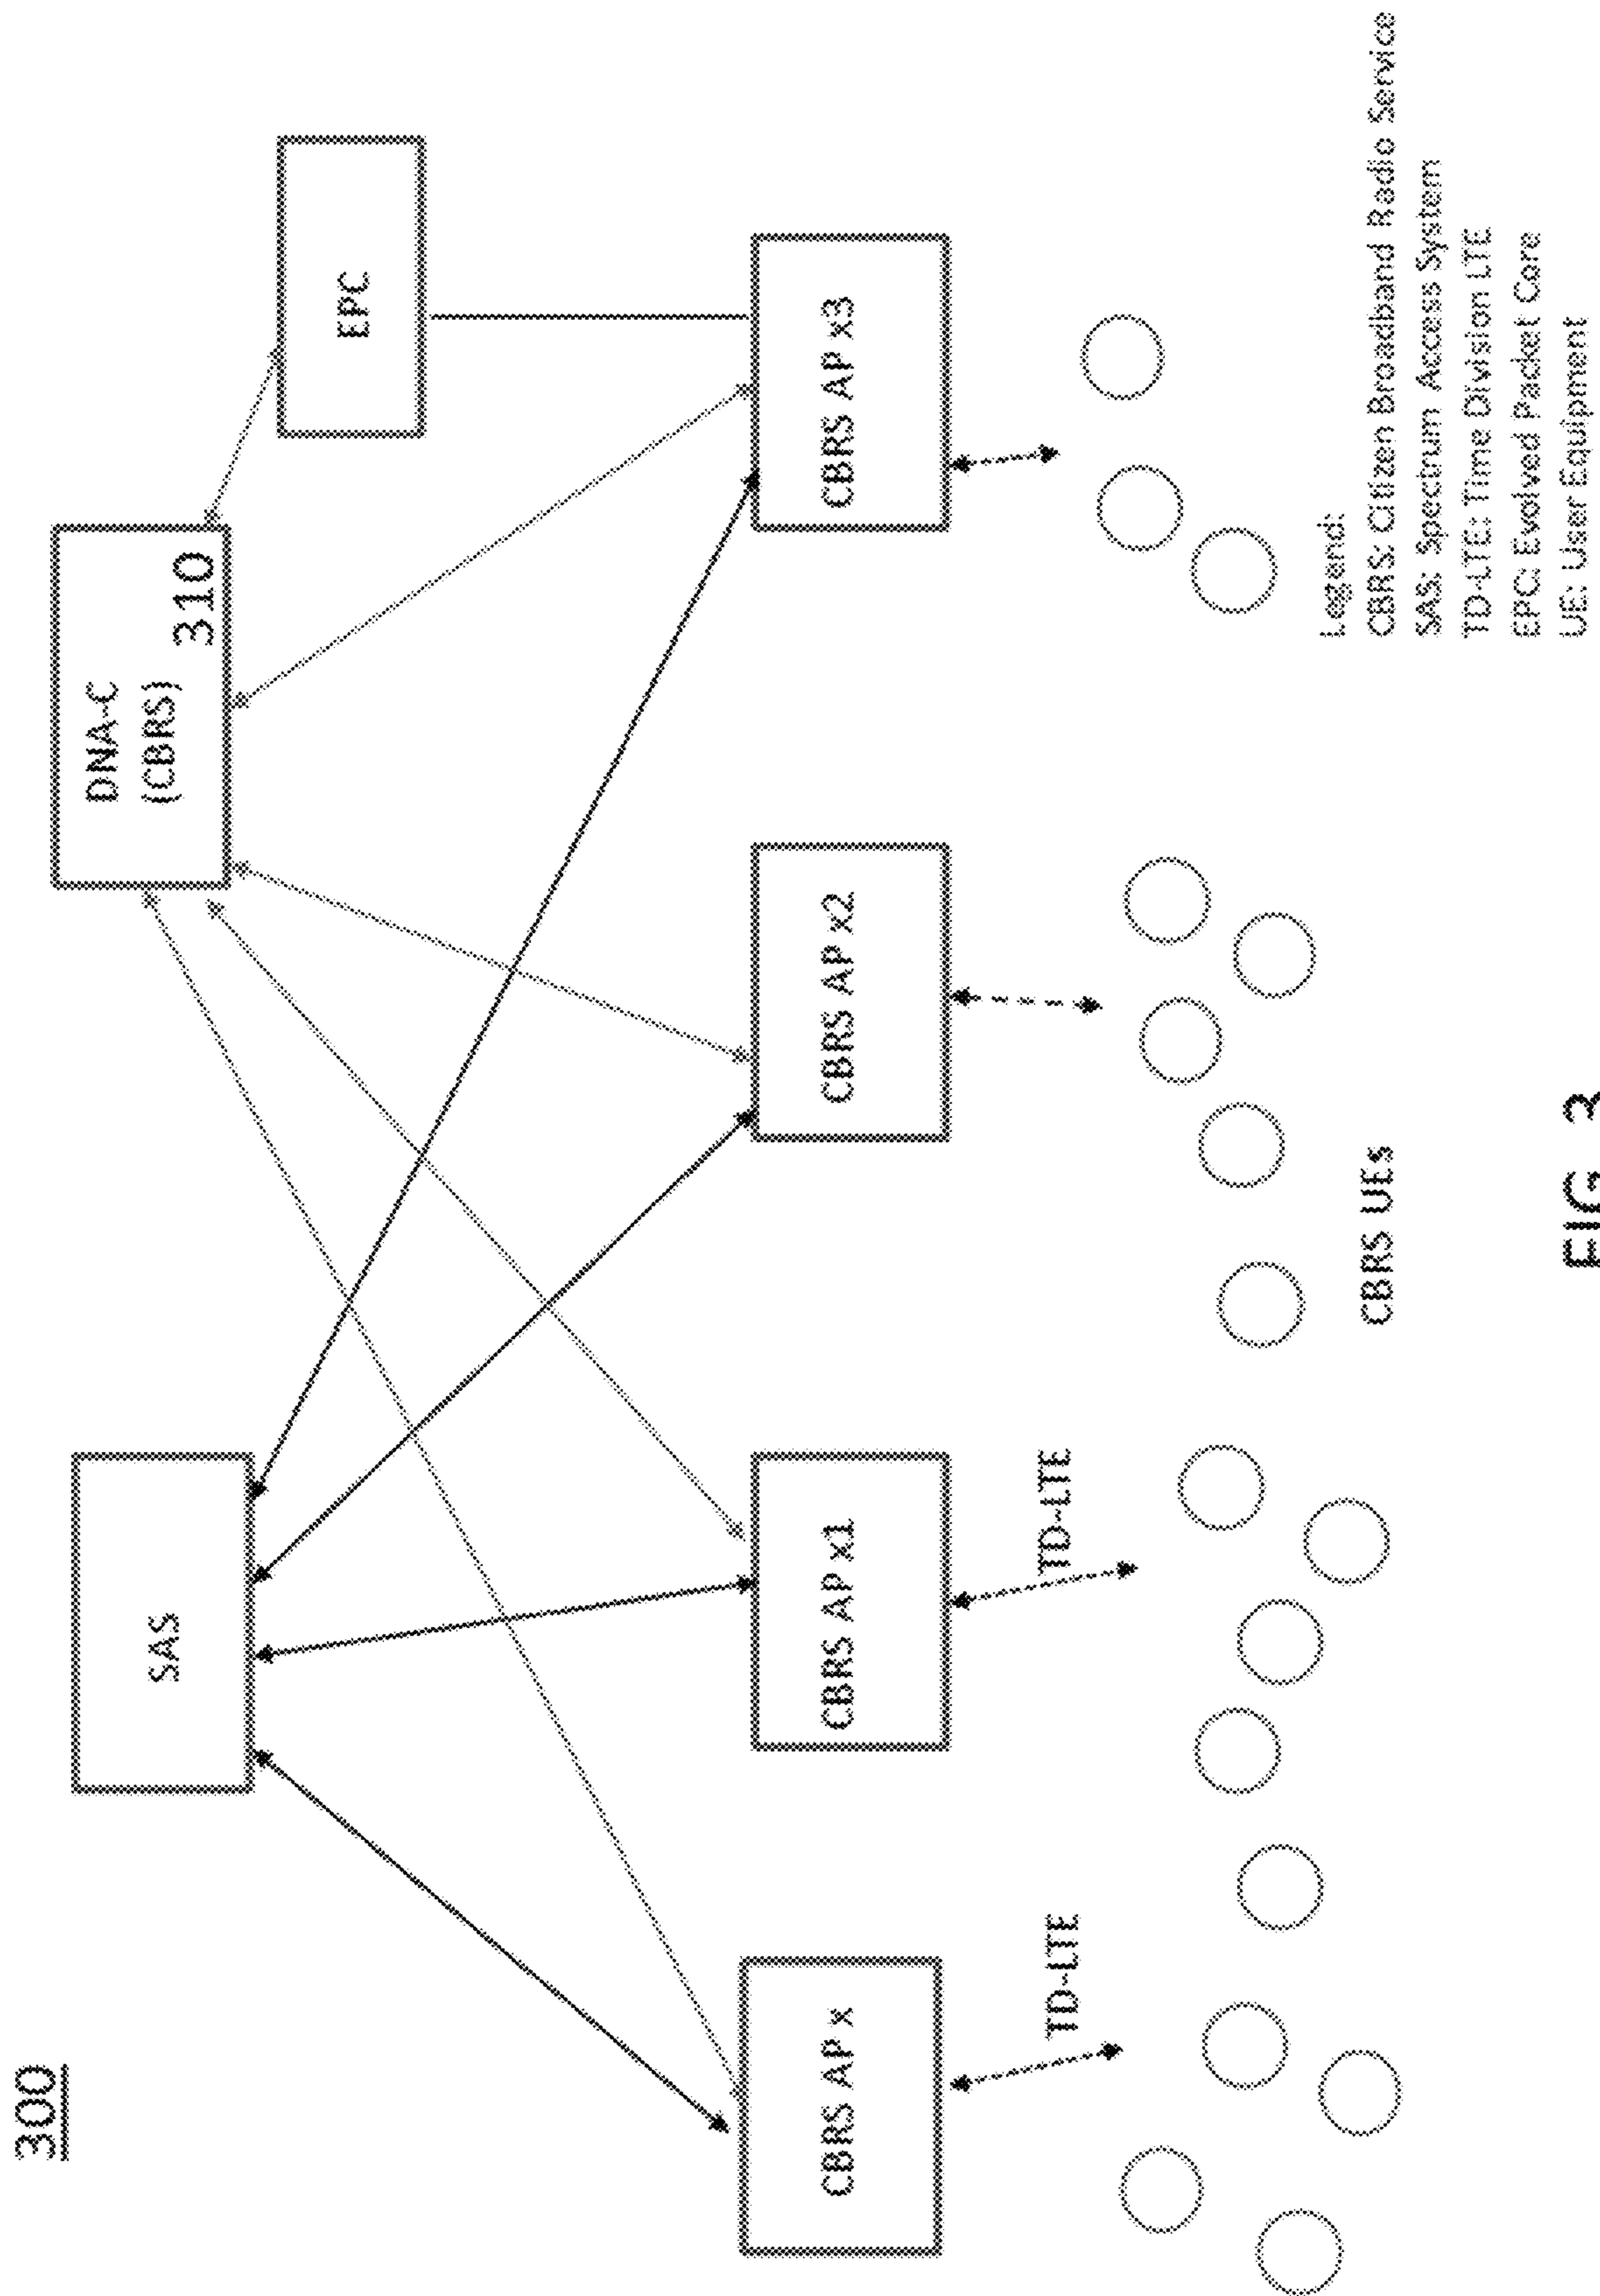 300
SAS
DNA-C
(CBRS)
310
EPC
CBRS AP x
CBRS AP x1
CBRS AP x2
CBRS AP x3
TD-LTE
TD-LTE
CBRS UEs
Legend:
CBRS: Citizen Broadband Radio Service
SAS: Spectrum Access System
TD-LTE: Time Division LTE
EPC: Evolved Packet Core
UE: User Equipment
FIG 3